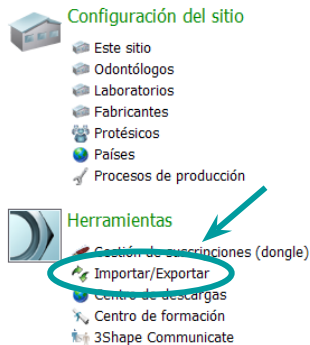 Configuración del sitio
Este sitio
Odontólogos
Laboratorios
Fabricantes
Protésicos
Países
Procesos de producción
Herramientas
Gestión de suscripciones (dongle)
Importar/Exportar
Centro de descargas
Centro de formación
3Shape Communicate